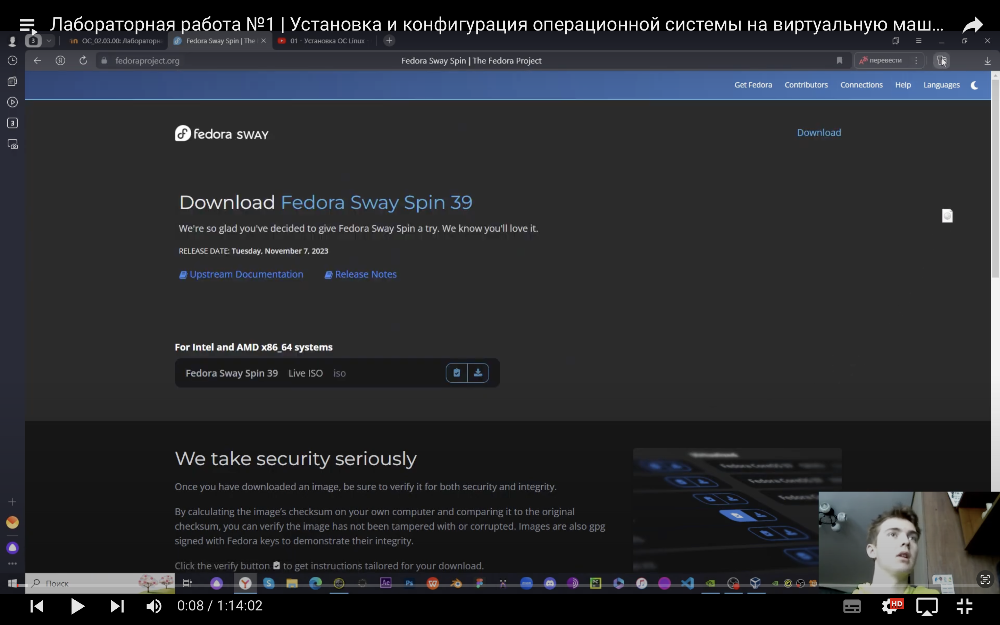 Лабораторная работа №1 | Установка и конфигурация операционной системы на виртуальную маш...
3
ОС_02.03.00: Лабораторна
Fedora Sway Spin | The
01 - Установка ОС Linux -
fedoraproject.org
Fedora Sway Spin | The Fedora Project
перевести
Get Fedora Contributors Connections Help Languages
3
fedora SWAY
Download
Download Fedora Sway Spin 39
We're so glad you've decided to give Fedora Sway Spin a try. We know you'll love it.
RELEASE DATE: Tuesday, November 7, 2023
Upstream Documentation Release Notes
For Intel and AMD x86_64 systems
Fedora Sway Spin 39 Live ISO iso
We take security seriously
Once you have downloaded an image, be sure to verify it for both security and integrity.
By calculating the image's checksum on your own computer and comparing it to the original
checksum, you can verify the image has not been tampered with or corrupted. Images are also gpg
signed with Fedora keys to demonstrate their integrity.
Click the verify button to get instructions tailored for your download.
Поиск
Ae
Ps
zoom
PC
0:08 / 1:14:02
HD